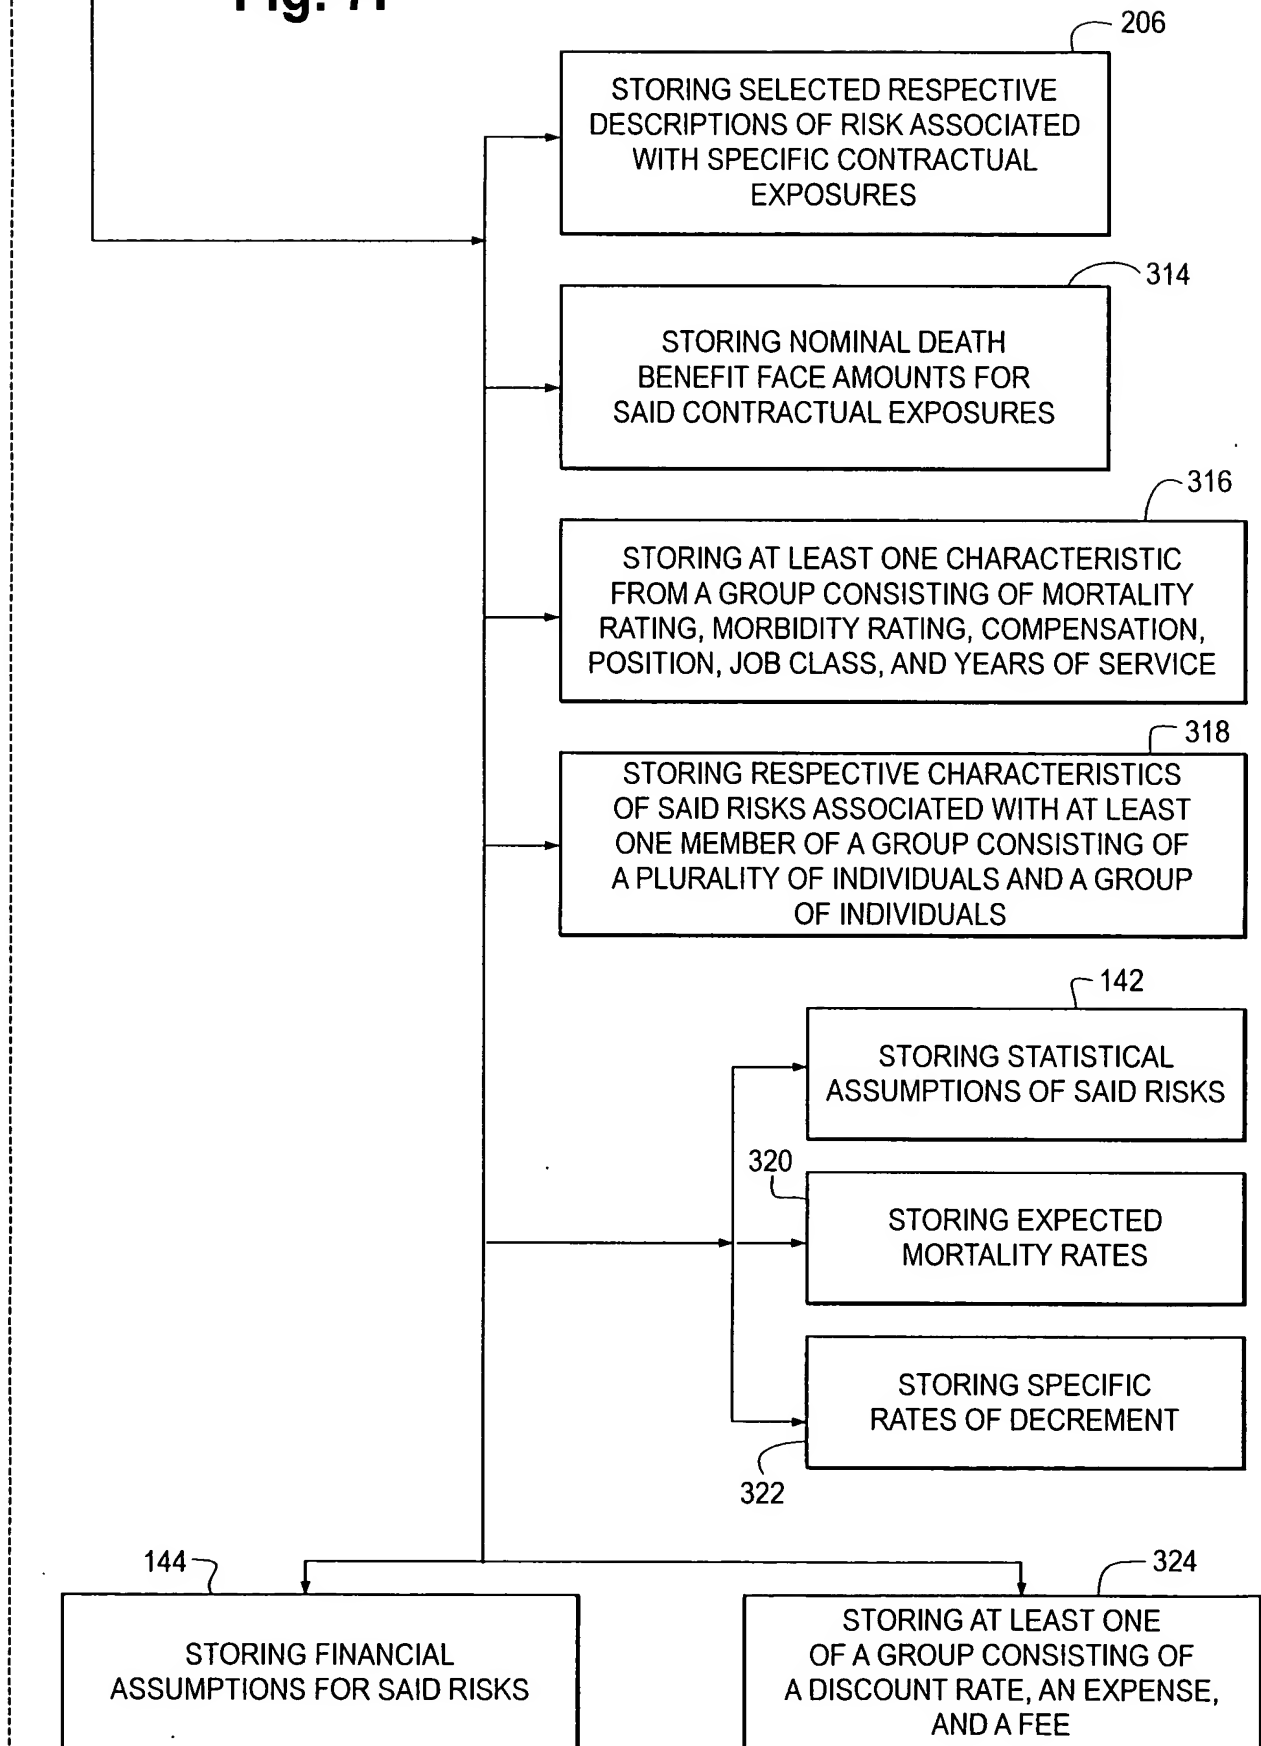 206
STORING SELECTED RESPECTIVE
DESCRIPTIONS OF RISK ASSOCIATED
WITH SPECIFIC CONTRACTUAL
EXPOSURES
314
STORING NOMINAL DEATH
BENEFIT FACE AMOUNTS FOR
SAID CONTRACTUAL EXPOSURES
316
STORING AT LEAST ONE CHARACTERISTIC
FROM A GROUP CONSISTING OF MORTALITY
RATING, MORBIDITY RATING, COMPENSATION,
POSITION, JOB CLASS, AND YEARS OF SERVICE
318
STORING RESPECTIVE CHARACTERISTICS
OF SAID RISKS ASSOCIATED WITH AT LEAST
ONE MEMBER OF A GROUP CONSISTING OF
A PLURALITY OF INDIVIDUALS AND A GROUP
OF INDIVIDUALS
142
STORING STATISTICAL
ASSUMPTIONS OF SAID RISKS
320
STORING EXPECTED
MORTALITY RATES
STORING SPECIFIC
RATES OF DECREMENT
322
144
STORING FINANCIAL
ASSUMPTIONS FOR SAID RISKS
324
STORING AT LEAST ONE
OF A GROUP CONSISTING OF
A DISCOUNT RATE, AN EXPENSE,
AND A FEE